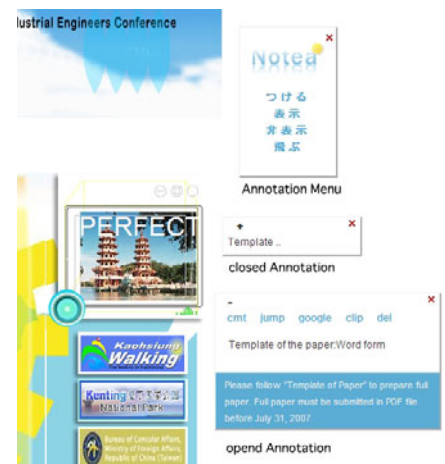 dustrial Engineers Conference
Notea
つける
表示
非表示
飛ぶ
Annotation Menu
PERFECT
Template ..
closed Annotation
cmt jump google clip del
Template of the paper:Word form
Please follow "Template of Paper" to prepare full
paper. Full paper must be submitted in PDF file
before July 31, 2007.
opend Annotation
Kaohsiung
Walking
Kenting
National Park
Bureau of Consular Affairs,
Ministry of Foreign Affairs,
Republic of China (Taiwan)